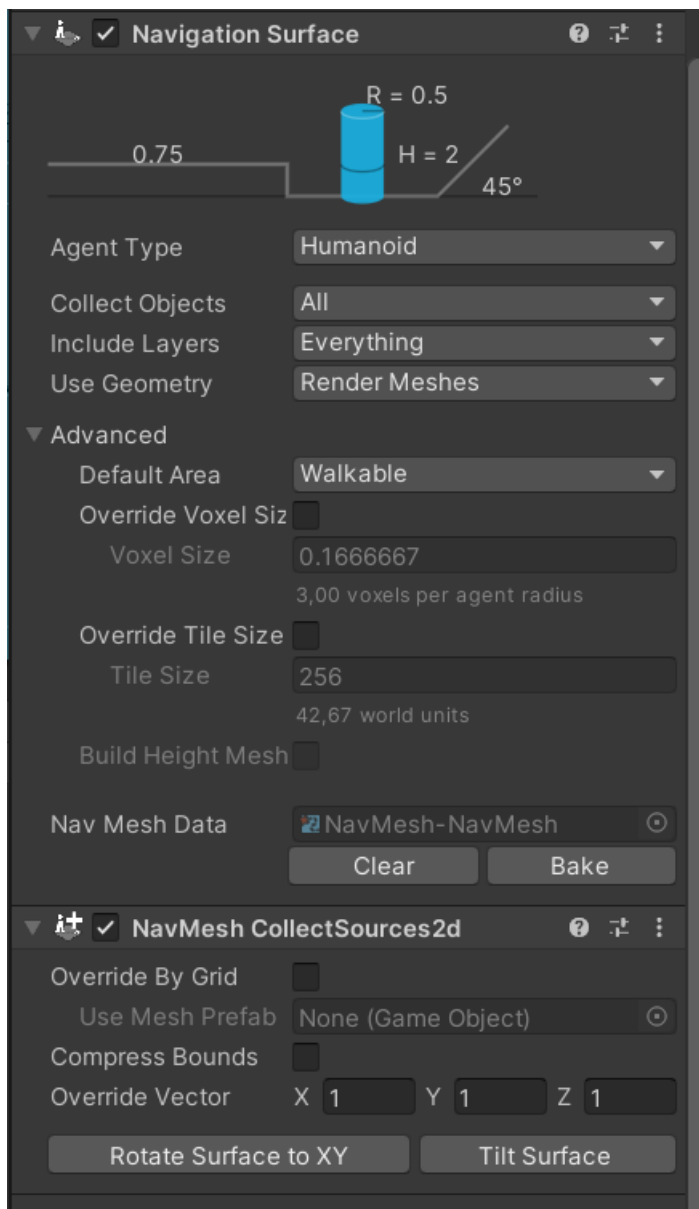 Navigation Surface
R = 0.5
0.75
H = 2
45°
Agent Type Humanoid
Collect Objects All
Include Layers Everything
Use Geometry Render Meshes
Advanced
Default Area Walkable
Override Voxel Siz
Voxel Size 0.1666667
3,00 voxels per agent radius
Override Tile Size
Tile Size 256
42,67 world units
Build Height Mesh
Nav Mesh Data NavMesh-NavMesh
Clear Bake
NavMesh CollectSources2d
Override By Grid
Use Mesh Prefab None (Game Object)
Compress Bounds
Override Vector X 1 Y 1 Z 1
Rotate Surface to XY Tilt Surface